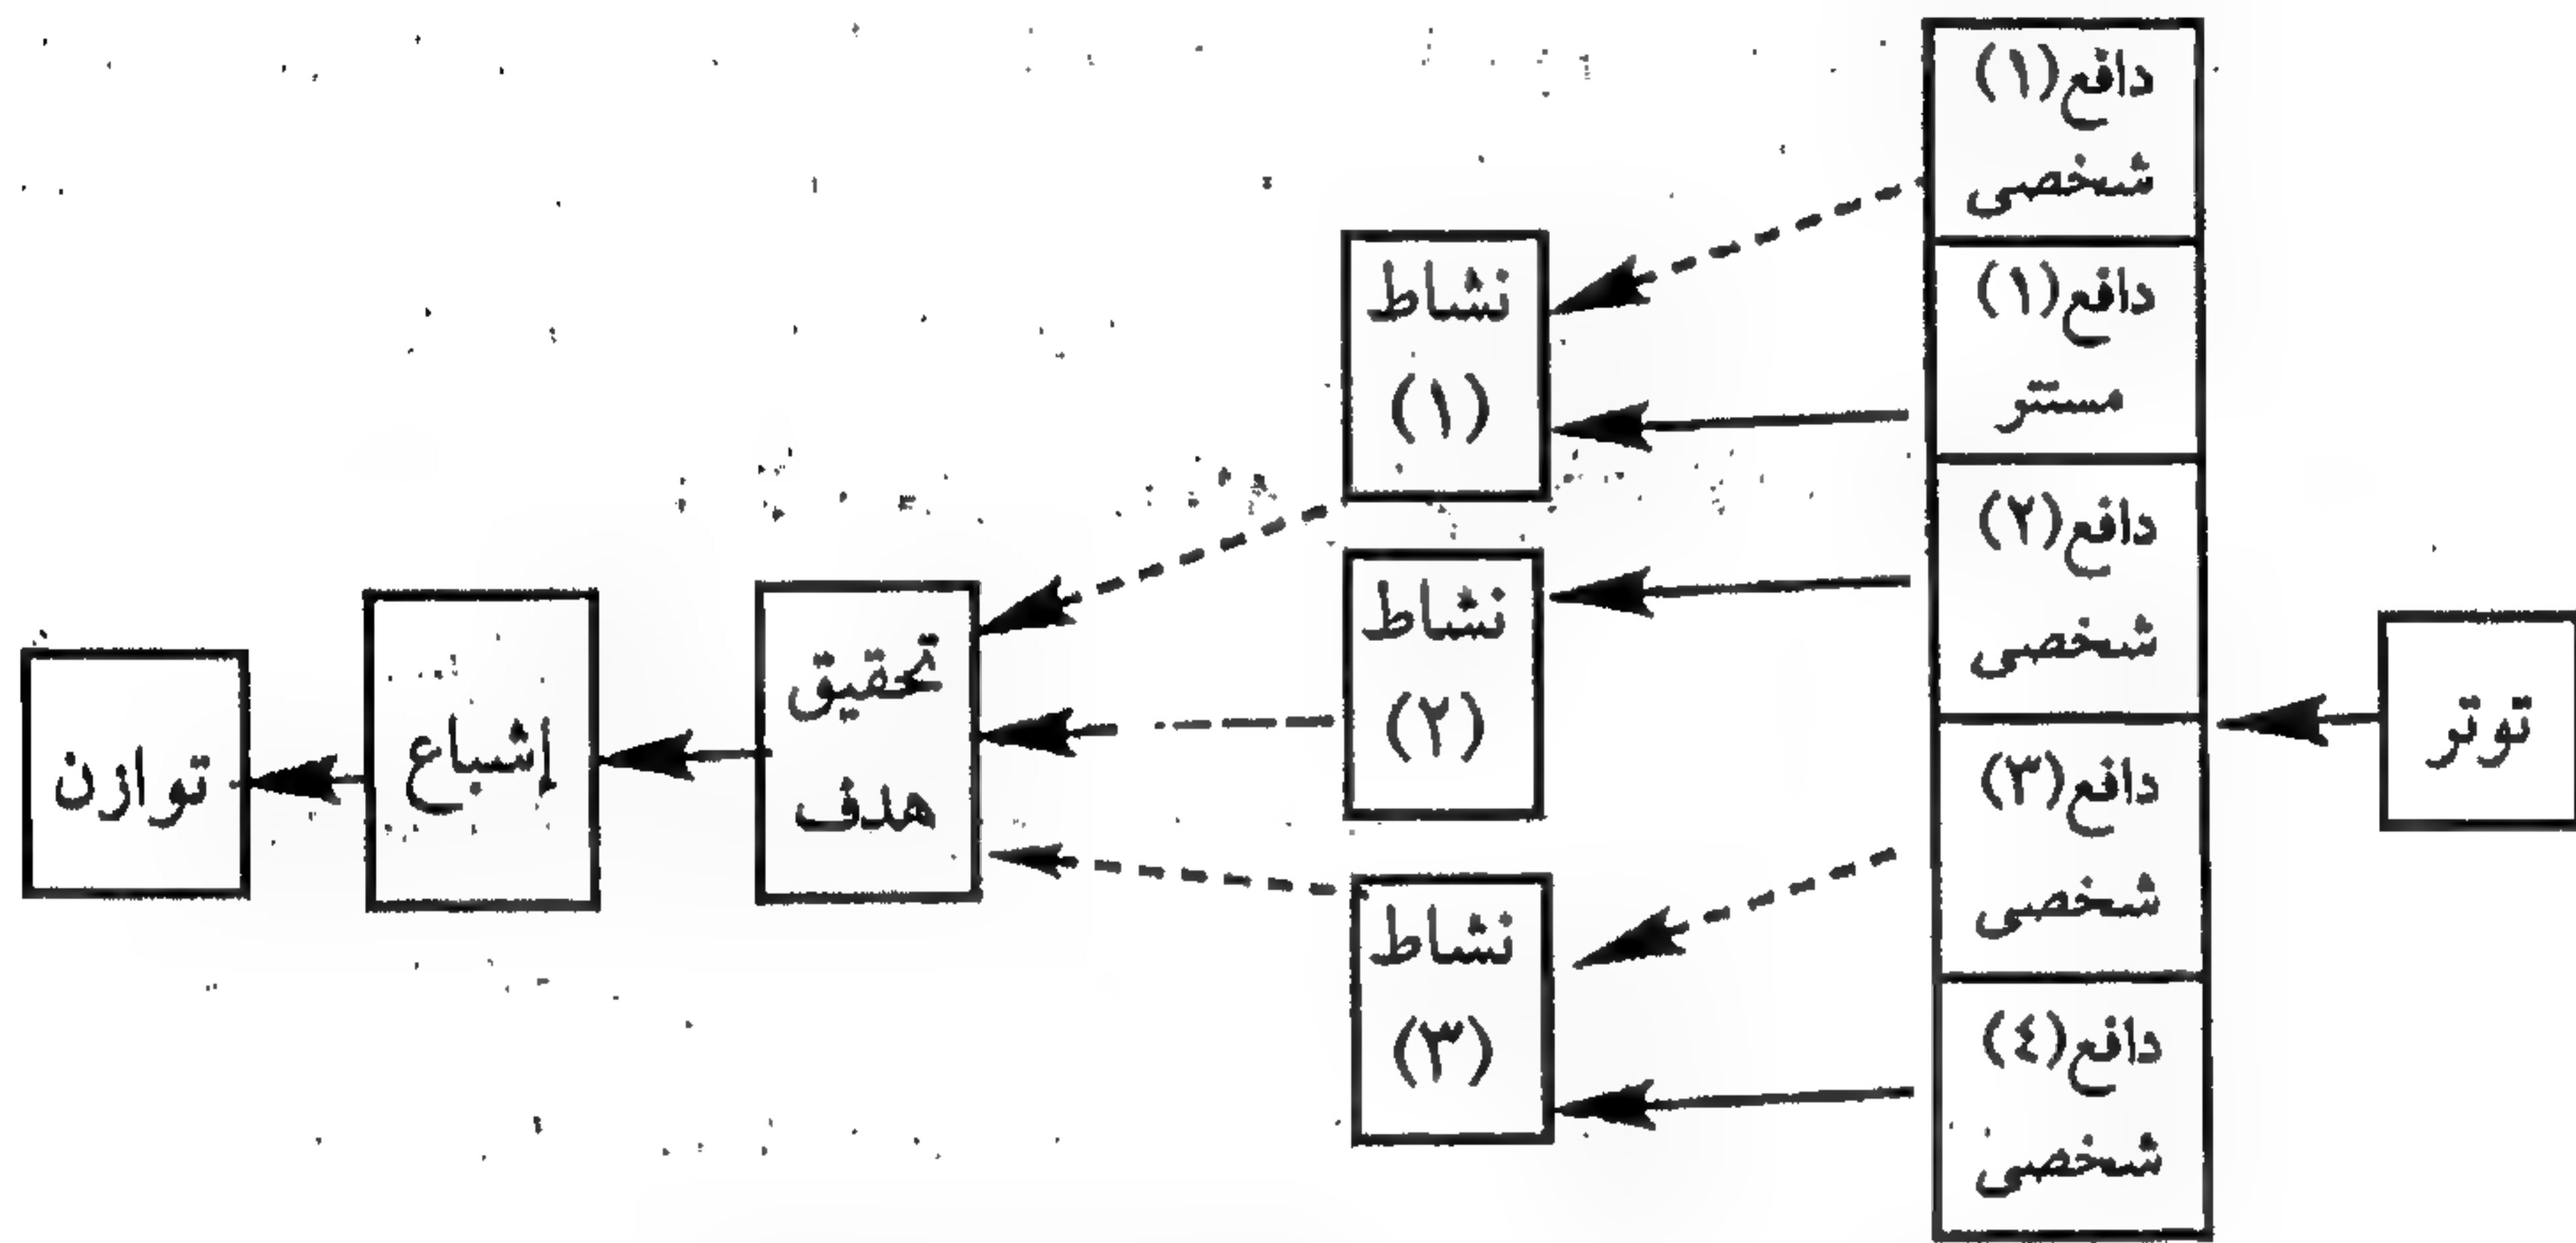 توتر
دافع (١)
شخصى
دافع (١)
مستتر
دافع (٢)
شخصى
دافع (٣)
شخصى
دافع (٤)
شخصى
نشاط
(١)
نشاط
(٢)
نشاط
(٣)
تحقيق
هدف
إشباع
توازن